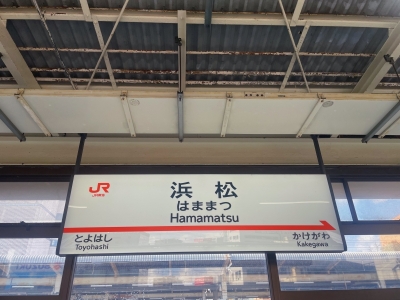 JR
JR東海
浜松
はままつ
Hamamatsu
とよはし
Toyohashi
かけがわ
Kakegawa